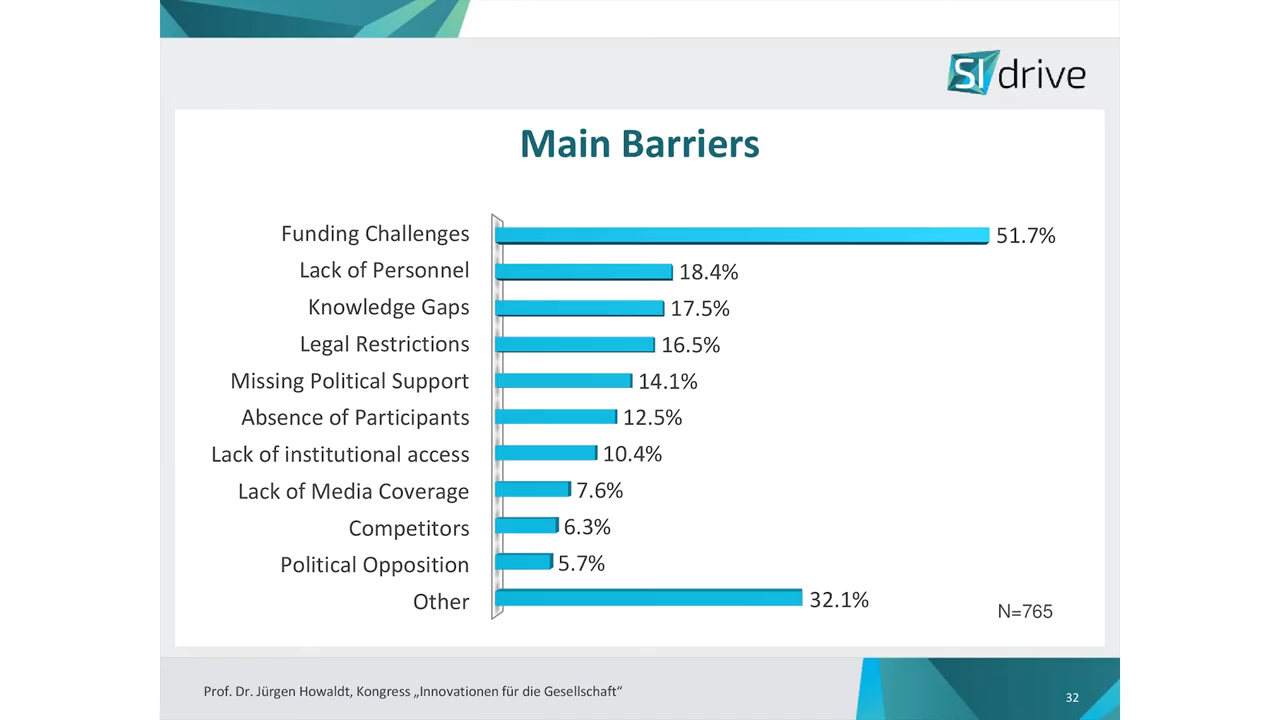 SI drive
Main Barriers
Funding Challenges 51.7%
Lack of Personnel 18.4%
Knowledge Gaps 17.5%
Legal Restrictions 16.5%
Missing Political Support 14.1%
Absence of Participants 12.5%
Lack of institutional access 10.4%
Lack of Media Coverage 7.6%
Competitors 6.3%
Political Opposition 5.7%
Other 32.1%
N=765
Prof. Dr. Jürgen Howaldt, Kongress „Innovationen für die Gesellschaft“
32